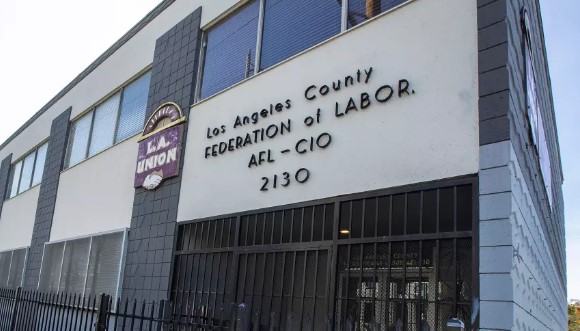 Los Angeles County
FEDERATION of LABOR.
AFL-CIO
2130
L.A.
UNION